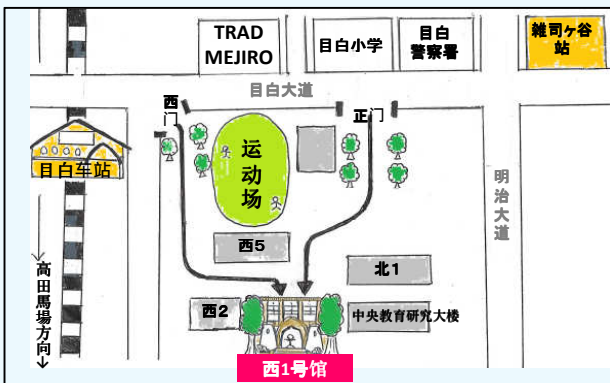 TRAD
MEJIRO
目白小学
目白
警察署
雑司ヶ谷
站
目白大道
西
门
正门
目白车站
运
动
场
明
治
大
道
西5
北1
西2
中央教育研究大楼
←高田馬場方向→
西1号馆